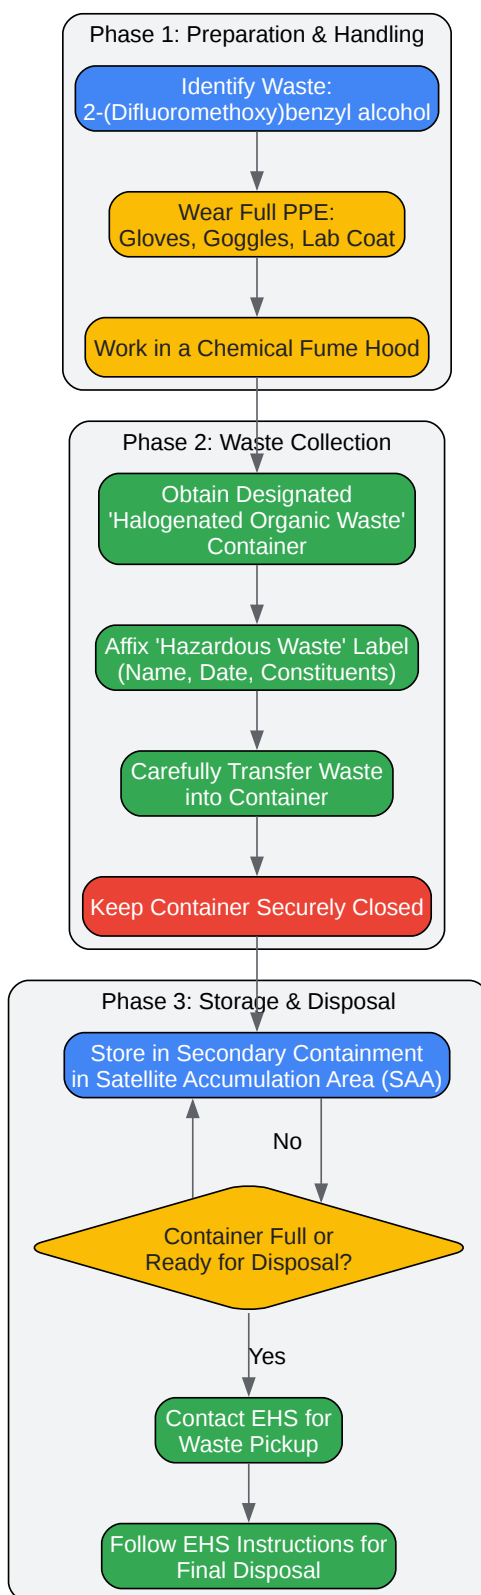 Phase 1: Preparation & Handling
Identify Waste:
2-(Difluoromethoxy)benzyl alcohol
Wear Full PPE:
Gloves, Goggles, Lab Coat
Work in a Chemical Fume Hood
Phase 2: Waste Collection
Obtain Designated
'Halogenated Organic Waste'
Container
Affix 'Hazardous Waste' Label
(Name, Date, Constituents)
Carefully Transfer Waste
into Container
Keep Container Securely Closed
Phase 3: Storage & Disposal
Store in Secondary Containment
in Satellite Accumulation Area (SAA)
No
Container Full or
Ready for Disposal?
Yes
Contact EHS for
Waste Pickup
Follow EHS Instructions for
Final Disposal